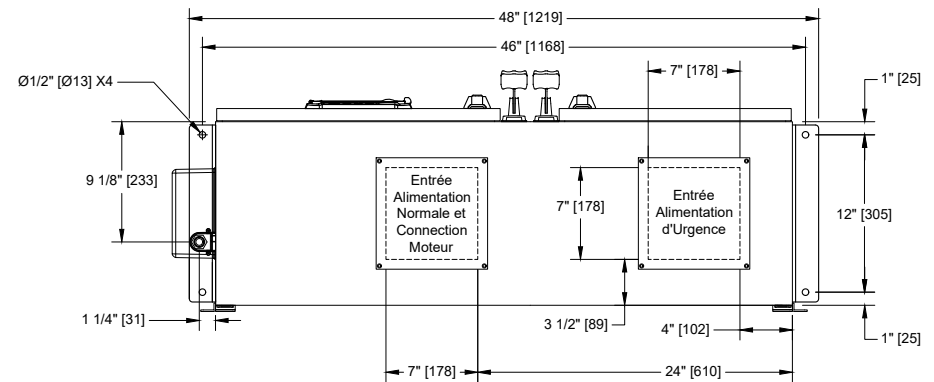 48" [1219]
46" [1168]
Ø1/2" [Ø13] X4
7" [178]
1" [25]
9 1/8" [233]
7" [178]
12" [305]
Entrée
Alimentation
Normale et
Connection
Moteur
Entrée
Alimentation
d'Urgence
1 1/4" [31]
3 1/2" [89]
4" [102]
1" [25]
7" [178]
24" [610]